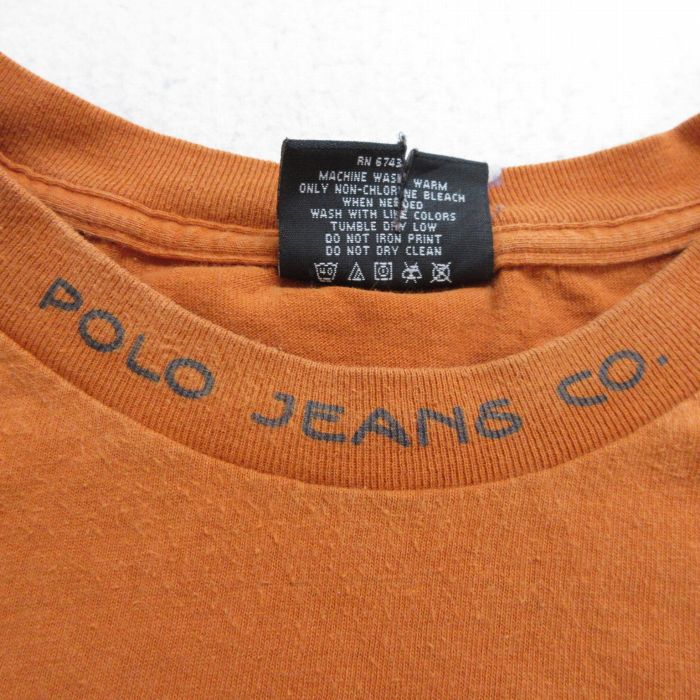 RN 6743
MACHINE WASH WARM
ONLY NON-CHLORINE BLEACH
WHEN NEEDED
WASH WITH LIKE COLORS
TUMBLE DRY LOW
DO NOT IRON PRINT
DO NOT DRY CLEAN
40
POLO JEANS CO.